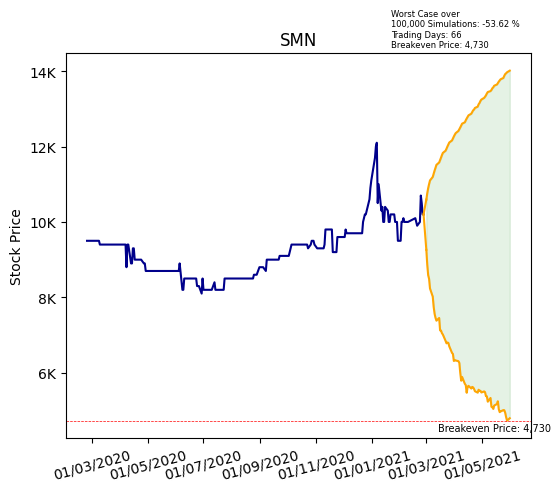 Worst Case over
100,000 Simulations: -53.62 %
Trading Days: 66
Breakeven Price: 4,730
SMN
14K
12K
10K
8K
6K
Stock Price
Breakeven Price: 4,730
01/03/2020
01/05/2020
01/07/2020
01/09/2020
01/11/2020
01/01/2021
01/03/2021
01/05/2021